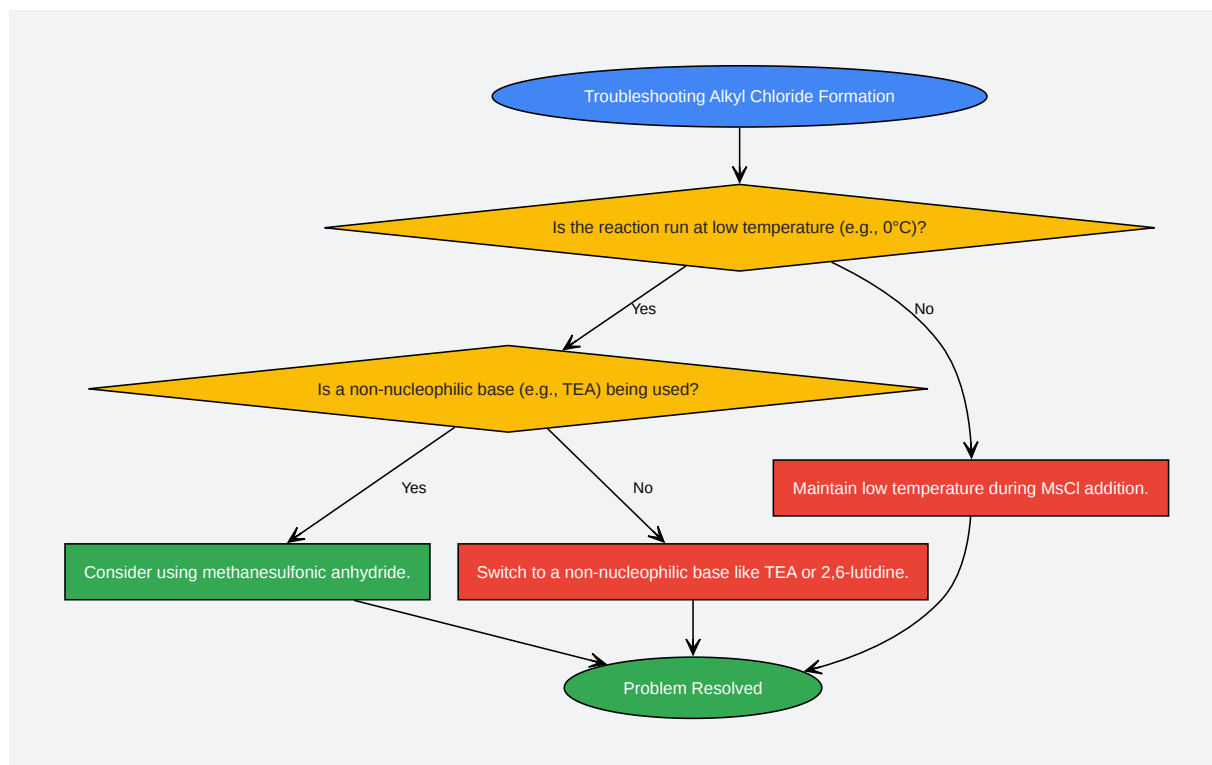 Troubleshooting Alkyl Chloride Formation
Is the reaction run at low temperature (e.g., 0°C)?
Yes
No
Is a non-nucleophilic base (e.g., TEA) being used?
Yes
No
Maintain low temperature during MsCl addition.
Consider using methanesulfonic anhydride.
Switch to a non-nucleophilic base like TEA or 2,6-lutidine.
Problem Resolved